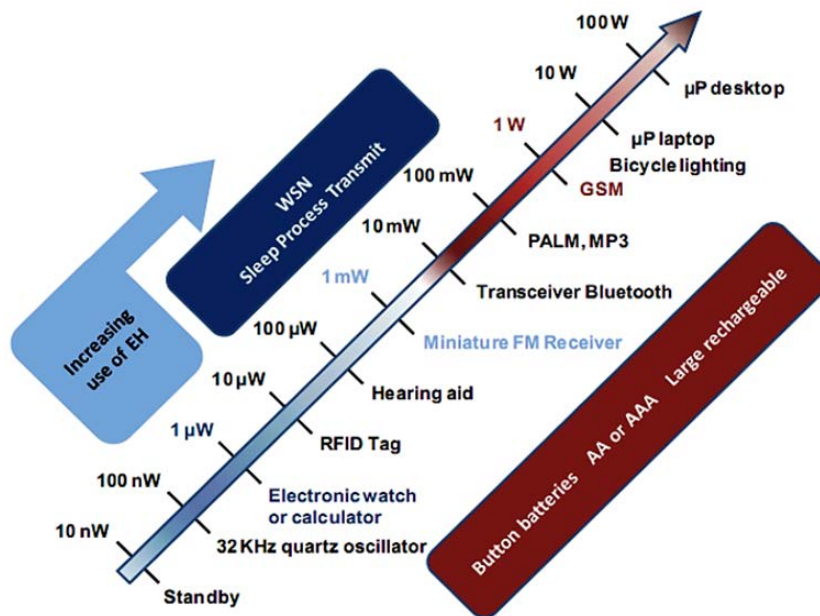 100 W
10 W
1 W
100 mW
10 mW
1 mW
100 µW
10 µW
1 µW
100 nW
10 nW
µP desktop
µP laptop
Bicycle lighting
GSM
PALM, MP3
Transceiver Bluetooth
Miniature FM Receiver
Hearing aid
RFID Tag
Electronic watch
or calculator
32 KHz quartz oscillator
Standby
WSN
Sleep Process Transmit
Increasing
use of EH
Button batteries AA or AAA Large rechargeable